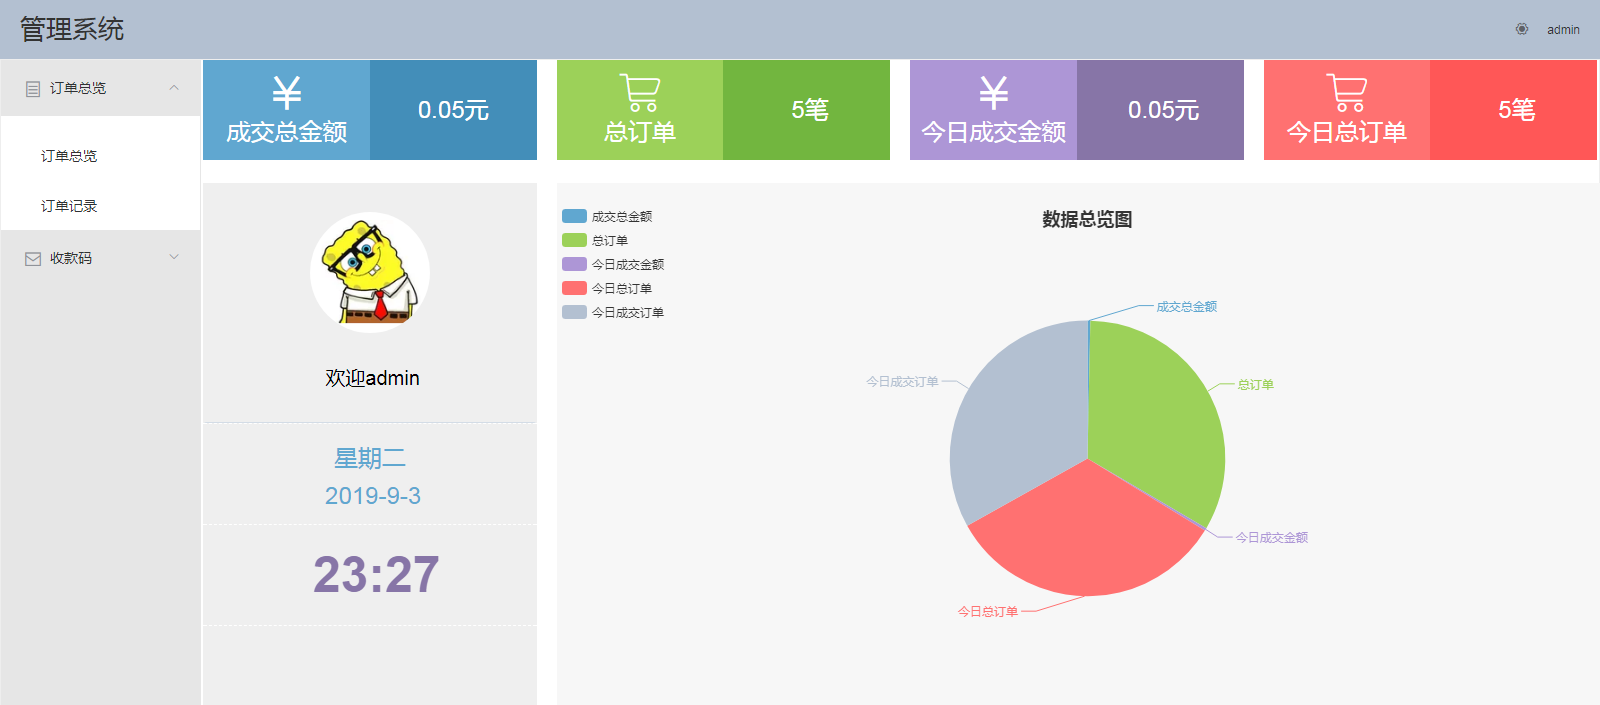 管理系统
admin
订单总览
订单总览
订单记录
收款码
成交总金额
0.05元
总订单
5笔
今日成交金额
0.05元
今日总订单
5笔
欢迎admin
星期二
2019-9-3
23:27
数据总览图
成交总金额
总订单
今日成交金额
今日总订单
今日成交订单
成交总金额
总订单
今日成交金额
今日总订单
今日成交订单